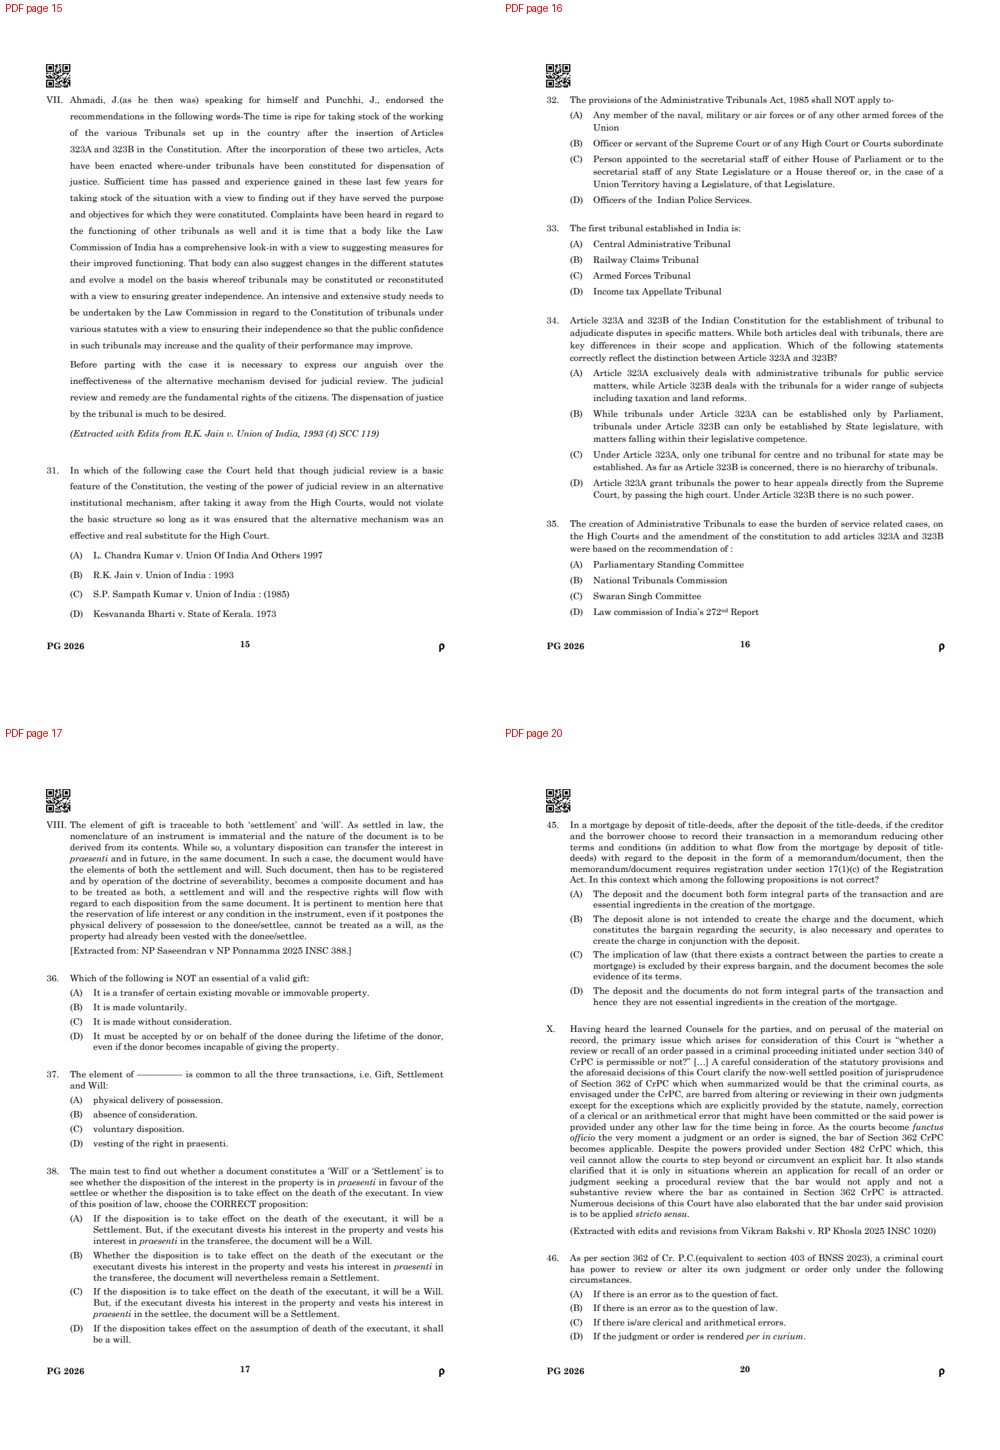 PDF page 15
VII. Ahmadi, J.(as he then was) speaking for himself and Punchhi, J., endorsed the
recommendations in the following words-The time is ripe for taking stock of the working
of the various Tribunals set up in the country after the insertion of Articles
323A and 323B in the Constitution. After the incorporation of these two articles, Acts
have been enacted where-under tribunals have been constituted for dispensation of
justice. Sufficient time has passed and experience gained in these last few years for
taking stock of the situation with a view to finding out if they have served the purpose
and objectives for which they were constituted. Complaints have been heard in regard to
the functioning of other tribunals as well and it is time that a body like the Law
Commission of India has a comprehensive look-in with a view to suggesting measures for
their improved functioning. That body can also suggest changes in the different statutes
and evolve a model on the basis whereof tribunals may be constituted or reconstituted
with a view to ensuring greater independence. An intensive and extensive study needs to
be undertaken by the Law Commission in regard to the Constitution of tribunals under
various statutes with a view to ensuring their independence so that the public confidence
in such tribunals may increase and the quality of their performance may improve.
Before parting with the case it is necessary to express our anguish over the
ineffectiveness of the alternative mechanism devised for judicial review. The judicial
review and remedy are the fundamental rights of the citizens. The dispensation of justice
by the tribunal is much to be desired.
(Extracted with Edits from R.K. Jain v. Union of India, 1993 (4) SCC 119)
31. In which of the following case the Court held that though judicial review is a basic
feature of the Constitution, the vesting of the power of judicial review in an alternative
institutional mechanism, after taking it away from the High Courts, would not violate
the basic structure so long as it was ensured that the alternative mechanism was an
effective and real substitute for the High Court.
(A) L. Chandra Kumar v. Union Of India And Others 1997
(B) R.K. Jain v. Union of India : 1993
(C) S.P. Sampath Kumar v. Union of India : (1985)
(D) Kesvananda Bharti v. State of Kerala. 1973
PG 2026 15 ρ
PDF page 16
32. The provisions of the Administrative Tribunals Act, 1985 shall NOT apply to-
(A) Any member of the naval, military or air forces or of any other armed forces of the
Union
(B) Officer or servant of the Supreme Court or of any High Court or Courts subordinate
(C) Person appointed to the secretarial staff of either House of Parliament or to the
secretarial staff of any State Legislature or a House thereof or, in the case of a
Union Territory having a Legislature, of that Legislature.
(D) Officers of the Indian Police Services.
33. The first tribunal established in India is:
(A) Central Administrative Tribunal
(B) Railway Claims Tribunal
(C) Armed Forces Tribunal
(D) Income tax Appellate Tribunal
34. Article 323A and 323B of the Indian Constitution for the establishment of tribunal to
adjudicate disputes in specific matters. While both articles deal with tribunals, there are
key differences in their scope and application. Which of the following statements
correctly reflect the distinction between Article 323A and 323B?
(A) Article 323A exclusively deals with administrative tribunals for public service
matters, while Article 323B deals with the tribunals for a wider range of subjects
including taxation and land reforms.
(B) While tribunals under Article 323A can be established only by Parliament,
tribunals under Article 323B can only be established by State legislature, with
matters falling within their legislative competence.
(C) Under Article 323A, only one tribunal for centre and no tribunal for state may be
established. As far as Article 323B is concerned, there is no hierarchy of tribunals.
(D) Article 323A grant tribunals the power to hear appeals directly from the Supreme
Court, by passing the high court. Under Article 323B there is no such power.
35. The creation of Administrative Tribunals to ease the burden of service related cases, on
the High Courts and the amendment of the constitution to add articles 323A and 323B
were based on the recommendation of :
(A) Parliamentary Standing Committee
(B) National Tribunals Commission
(C) Swaran Singh Committee
(D) Law commission of India's 272nd Report
PG 2026 16 ρ
PDF page 17
VIII. The element of gift is traceable to both 'settlement' and 'will'. As settled in law, the
nomenclature of an instrument is immaterial and the nature of the document is to be
derived from its contents. While so, a voluntary disposition can transfer the interest in
praesenti and in future, in the same document. In such a case, the document would have
the elements of both the settlement and will. Such document, then has to be registered
and by operation of the doctrine of severability, becomes a composite document and has
to be treated as both, a settlement and will and the respective rights will flow with
regard to each disposition from the same document. It is pertinent to mention here that
the reservation of life interest or any condition in the instrument, even if it postpones the
physical delivery of possession to the donee/settlee, cannot be treated as a will, as the
property had already been vested with the donee/settlee.
[Extracted from: NP Saseendran v NP Ponnamma 2025 INSC 388.]
36. Which of the following is NOT an essential of a valid gift:
(A) It is a transfer of certain existing movable or immovable property.
(B) It is made voluntarily.
(C) It is made without consideration.
(D) It must be accepted by or on behalf of the donee during the lifetime of the donor,
even if the donor becomes incapable of giving the property.
37. The element of ————— is common to all the three transactions, i.e. Gift, Settlement
and Will:
(A) physical delivery of possession.
(B) absence of consideration.
(C) voluntary disposition.
(D) vesting of the right in praesenti.
38. The main test to find out whether a document constitutes a 'Will' or a 'Settlement' is to
see whether the disposition of the interest in the property is in praesenti in favour of the
settlee or whether the disposition is to take effect on the death of the executant. In view
of this position of law, choose the CORRECT proposition:
(A) If the disposition is to take effect on the death of the executant, it will be a
Settlement. But, if the executant divests his interest in the property and vests his
interest in praesenti in the transferee, the document will be a Will.
(B) Whether the disposition is to take effect on the death of the executant or the
executant divests his interest in the property and vests his interest in praesenti in
the transferee, the document will nevertheless remain a Settlement.
(C) If the disposition is to take effect on the death of the executant, it will be a Will.
But, if the executant divests his interest in the property and vests his interest in
praesenti in the settlee, the document will be a Settlement.
(D) If the disposition takes effect on the assumption of death of the executant, it shall
be a will.
PG 2026 17 ρ
PDF page 20
45. In a mortgage by deposit of title-deeds, after the deposit of the title-deeds, if the creditor
and the borrower choose to record their transaction in a memorandum reducing other
terms and conditions (in addition to what flow from the mortgage by deposit of title-
deeds) with regard to the deposit in the form of a memorandum/document, then the
memorandum/document requires registration under section 17(1)(c) of the Registration
Act. In this context which among the following propositions is not correct?
(A) The deposit and the document both form integral parts of the transaction and are
essential ingredients in the creation of the mortgage.
(B) The deposit alone is not intended to create the charge and the document, which
constitutes the bargain regarding the security, is also necessary and operates to
create the charge in conjunction with the deposit.
(C) The implication of law (that there exists a contract between the parties to create a
mortgage) is excluded by their express bargain, and the document becomes the sole
evidence of its terms.
(D) The deposit and the documents do not form integral parts of the transaction and
hence they are not essential ingredients in the creation of the mortgage.
X. Having heard the learned Counsels for the parties, and on perusal of the material on
record, the primary issue which arises for consideration of this Court is "whether a
review or recall of an order passed in a criminal proceeding initiated under section 340 of
CrPC is permissible or not?" […] A careful consideration of the statutory provisions and
the aforesaid decisions of this Court clarify the now-well settled position of jurisprudence
of Section 362 of CrPC which when summarized would be that the criminal courts, as
envisaged under the CrPC, are barred from altering or reviewing in their own judgments
except for the exceptions which are explicitly provided by the statute, namely, correction
of a clerical or an arithmetical error that might have been committed or the said power is
provided under any other law for the time being in force. As the courts become functus
officio the very moment a judgment or an order is signed, the bar of Section 362 CrPC
becomes applicable. Despite the powers provided under Section 482 CrPC which, this
veil cannot allow the courts to step beyond or circumvent an explicit bar. It also stands
clarified that it is only in situations wherein an application for recall of an order or
judgment seeking a procedural review that the bar would not apply and not a
substantive review where the bar as contained in Section 362 CrPC is attracted.
Numerous decisions of this Court have also elaborated that the bar under said provision
is to be applied stricto sensu.
(Extracted with edits and revisions from Vikram Bakshi v. RP Khosla 2025 INSC 1020)
46. As per section 362 of Cr. P.C.(equivalent to section 403 of BNSS 2023), a criminal court
has power to review or alter its own judgment or order only under the following
circumstances.
(A) If there is an error as to the question of fact.
(B) If there is an error as to the question of law.
(C) If there is/are clerical and arithmetical errors.
(D) If the judgment or order is rendered per in curium.
PG 2026 20 ρ